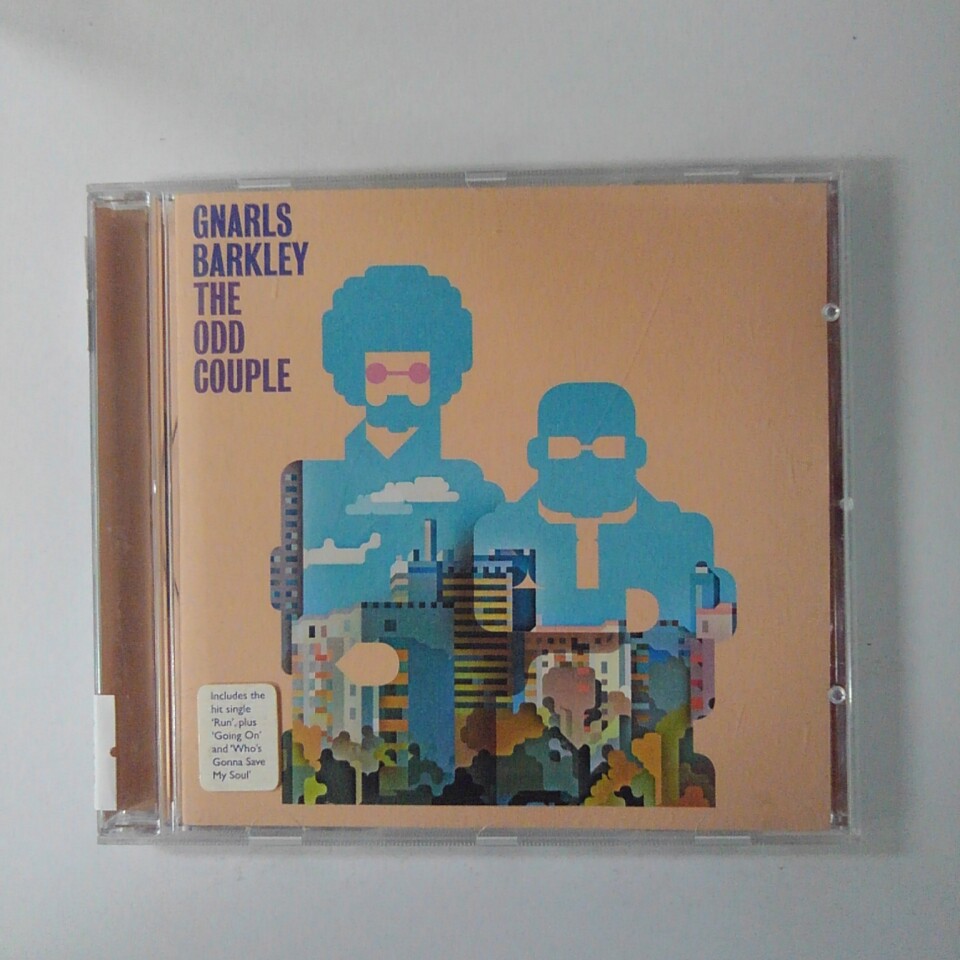 GNARLS
BARKLEY
THE
ODD
COUPLE
Includes the
hit single
'Run', plus
'Going On'
and 'Who's
Gonna Save
My Soul'